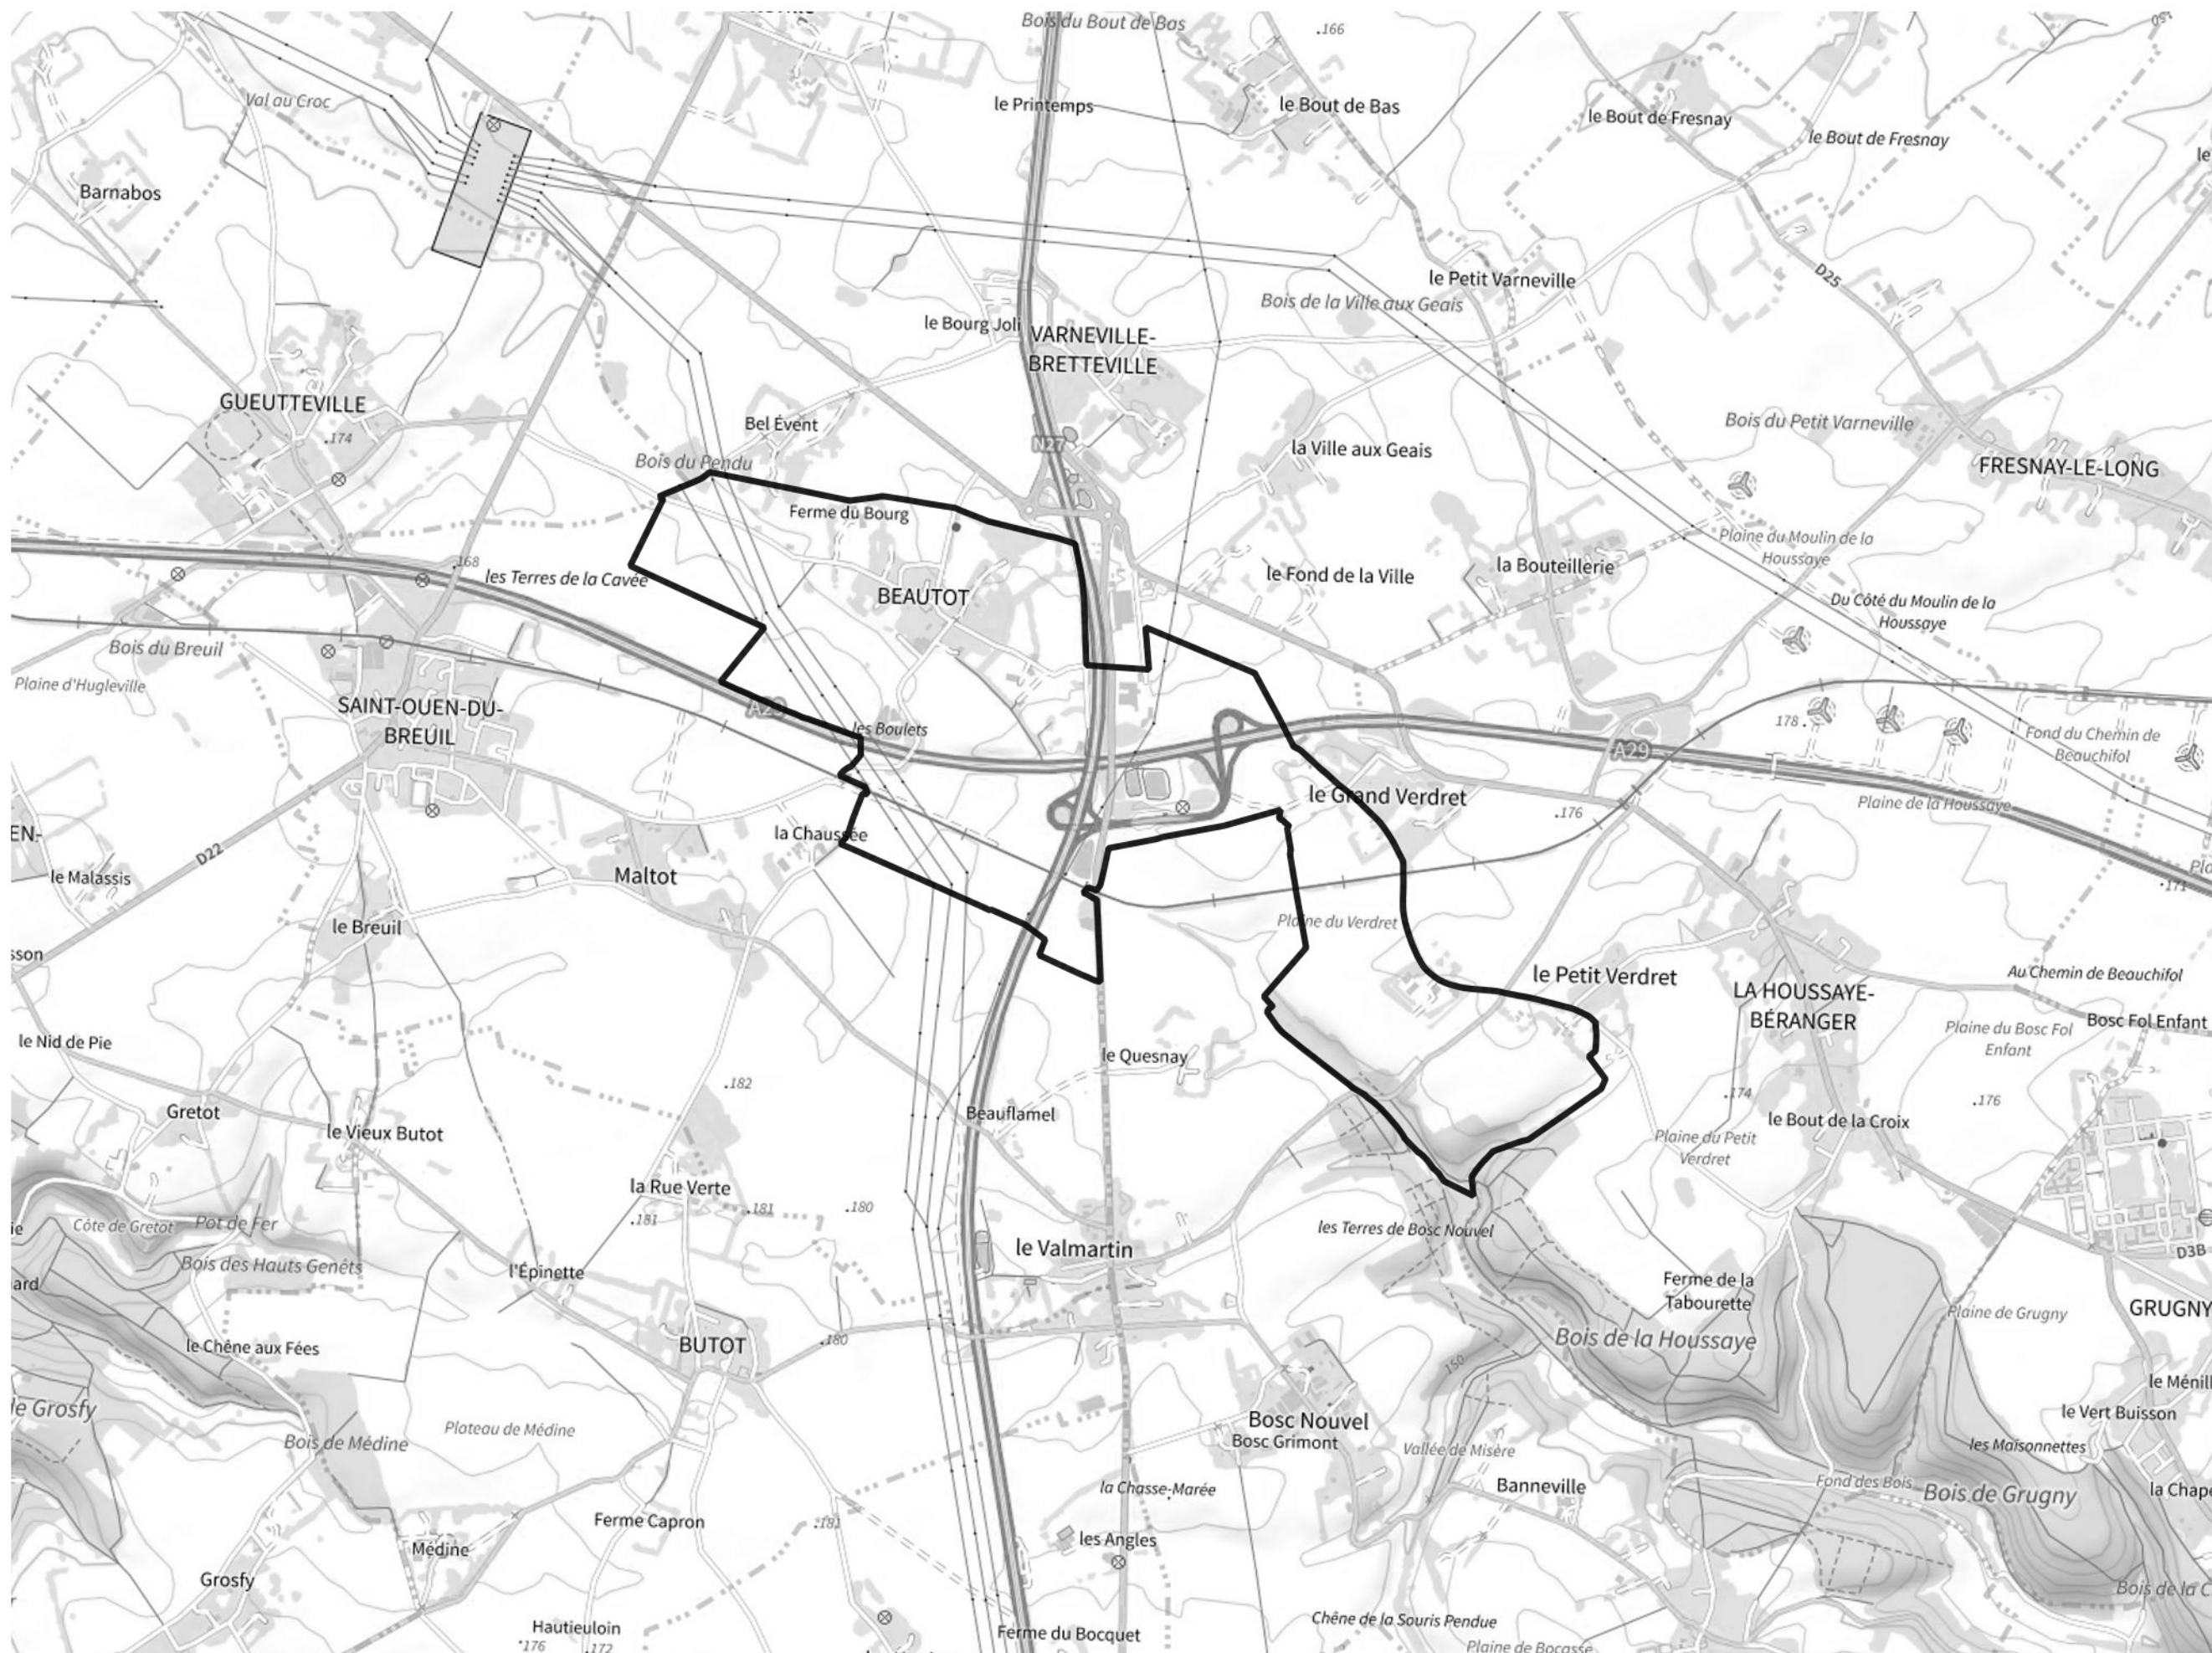 Bois du Bout de Bas
.166
Val au Croc
le Printemps
le Bout de Bas
le Bout de Fresnay
le Bout de Fresnay
Barnabos
le Petit Varneville
D25
Bois de la Ville aux Geais
le Bourg Joli
VARNEVILLE-
BRETTEVILLE
GUEUTTEVILLE
.174
Bel Évent
N27
Bois du Petit Varneville
la Ville aux Geais
Bois du Pendu
FRESNAY-LE-LONG
Ferme du Bourg
Plaine du Moulin de la
Houssaye
.168
les Terres de la Cavée
BEAUTOT
le Fond de la Ville
la Bouteillerie
Du Côté du Moulin de la
Houssaye
Bois du Breuil
Plaine d'Hugleville
SAINT-OUEN-DU-
BREUIL
A29
les Boulets
178.
A29
Fond du Chemin de
Beauchifol
le Grand Verdret
Plaine de la Houssaye
.176
EN-
la Chaussée
D22
le Malassis
Maltot
.171
le Breuil
Plaine du Verdret
sson
le Petit Verdret
Au Chemin de Beauchifol
LA HOUSSAYE-
BÉRANGER
Bosc Fol Enfant
Plaine du Bosc Fol
Enfant
le Nid de Pie
le Quesnay
.182
.174
.176
Gretot
Beauflamel
le Bout de la Croix
le Vieux Butot
Plaine du Petit
Verdret
la Rue Verte
.181
.181
.180
Côte de Gretot
Pot de Fer
les Terres de Bosc Nouvel
le Valmartin
D3B
Bois des Hauts Genêts
l'Épinette
ard
Ferme de la
Tabourette
Plaine de Grugny
GRUGNY
le Chêne aux Fées
BUTOT
.180
Bois de la Houssaye
150
le Ménil
le Grosfy
Plateau de Médine
Bois de Médine
Bosc Nouvel
Bosc Grimont
Vallée de Misère
le Vert Buisson
les Maisonnettes
la Chasse-Marée
Banneville
Fond des Bois
Bois de Grugny
la Chape
Ferme Capron
.181
les Angles
Médine
Grosfy
Bois de la C
Hautieuloin
.176
.172
Ferme du Bocquet
Chêne de la Souris Pendue
Plaine de Bocasse